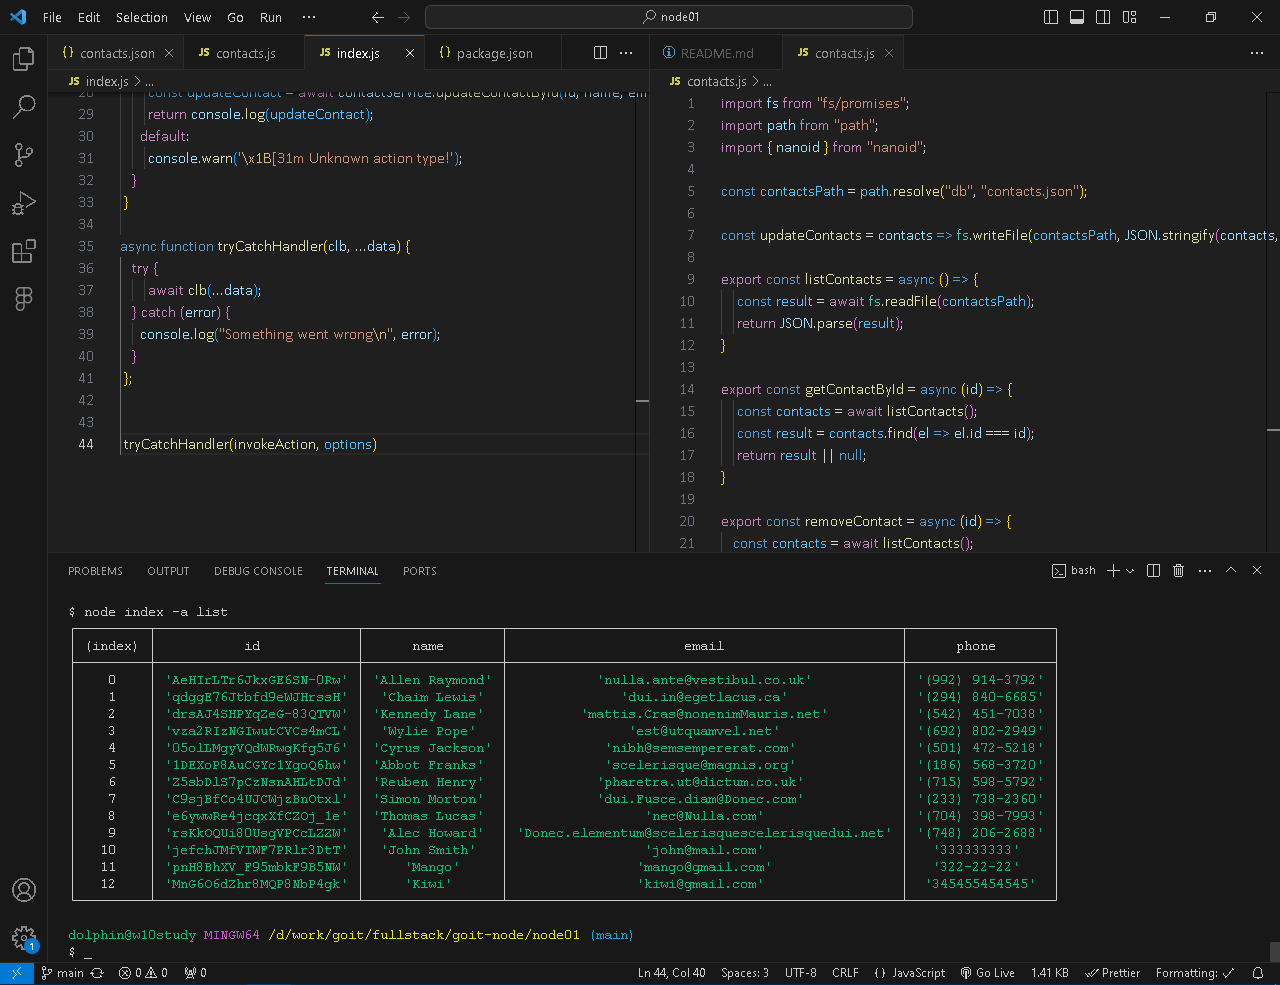 File Edit Selection View Go Run ··· node01
{} contacts.json × JS contacts.js JS index.js × {} package.json ··· README.md JS contacts.js × ···
JS index.js > ... JS contacts.js > ...
28 const updateContact = await contactService.updateContactById(id, name, em
29 return console.log(updateContact);
30 default:
31 console.warn('\x1B[31m Unknown action type!');
32 }
33 }
34
35 async function tryCatchHandler(clb, ...data) {
36 try {
37 await clb(...data);
38 } catch (error) {
39 console.log("Something went wrong\n", error);
40 }
41 };
42
43
44 tryCatchHandler(invokeAction, options)
1 import fs from "fs/promises";
2 import path from "path";
3 import { nanoid } from "nanoid";
4
5 const contactsPath = path.resolve("db", "contacts.json");
6
7 const updateContacts = contacts => fs.writeFile(contactsPath, JSON.stringify(contacts,
8
9 export const listContacts = async () => {
10 const result = await fs.readFile(contactsPath);
11 return JSON.parse(result);
12 }
13
14 export const getContactById = async (id) => {
15 const contacts = await listContacts();
16 const result = contacts.find(el => el.id === id);
17 return result || null;
18 }
19
20 export const removeContact = async (id) => {
21 const contacts = await listContacts();
PROBLEMS OUTPUT DEBUG CONSOLE TERMINAL PORTS bash
$ node index -a list
(index) id name email phone
0 'AeHIrLTr6JkxGE6SN-0Rw' 'Allen Raymond' 'nulla.ante@vestibul.co.uk' '(992) 914-3792'
1 'qdggE76Jtbfd9eWJHrssH' 'Chaim Lewis' 'dui.in@egetlacus.ca' '(294) 840-6685'
2 'drsAJ4SHPYqZeG-83QTVW' 'Kennedy Lane' 'mattis.Cras@nonenimMauris.net' '(542) 451-7038'
3 'vza2RIzNGIwutCVCs4mCL' 'Wylie Pope' 'est@utquamvel.net' '(692) 802-2949'
4 '05olLMgyVQdWRwgKfg5J6' 'Cyrus Jackson' 'nibh@semsempererat.com' '(501) 472-5218'
5 '1DEXoP8AuCGYc1YgoQ6hw' 'Abbot Franks' 'scelerisque@magnis.org' '(186) 568-3720'
6 'Z5sbDlS7pCzNsnAHLtDJd' 'Reuben Henry' 'pharetra.ut@dictum.co.uk' '(715) 598-5792'
7 'C9sjBfCo4UJCWjzBnOtxl' 'Simon Morton' 'dui.Fusce.diam@Donec.com' '(233) 738-2360'
8 'e6ywwRe4jcqxXfCZOj_1e' 'Thomas Lucas' 'nec@Nulla.com' '(704) 398-7993'
9 'rsKkOQUi80UsgVPCcLZZW' 'Alec Howard' 'Donec.elementum@scelerisquescelerisquedui.net' '(748) 206-2688'
10 'jefchJMfVIWF7PRlr3DtT' 'John Smith' 'john@mail.com' '333333333'
11 'pnH8BhXV_F95mbkF9B5NW' 'Mango' 'mango@gmail.com' '322-22-22'
12 'MnG6O6dZhr8MQP8NbP4gk' 'Kiwi' 'kiwi@gmail.com' '345455454545'
dolphin@w10study MINGW64 /d/work/goit/fullstack/goit-node/node01 (main)
$ _
1
main 0 0 0 Ln 44, Col 40 Spaces: 3 UTF-8 CRLF {} JavaScript Go Live 1.41 KB Prettier Formatting: ✓